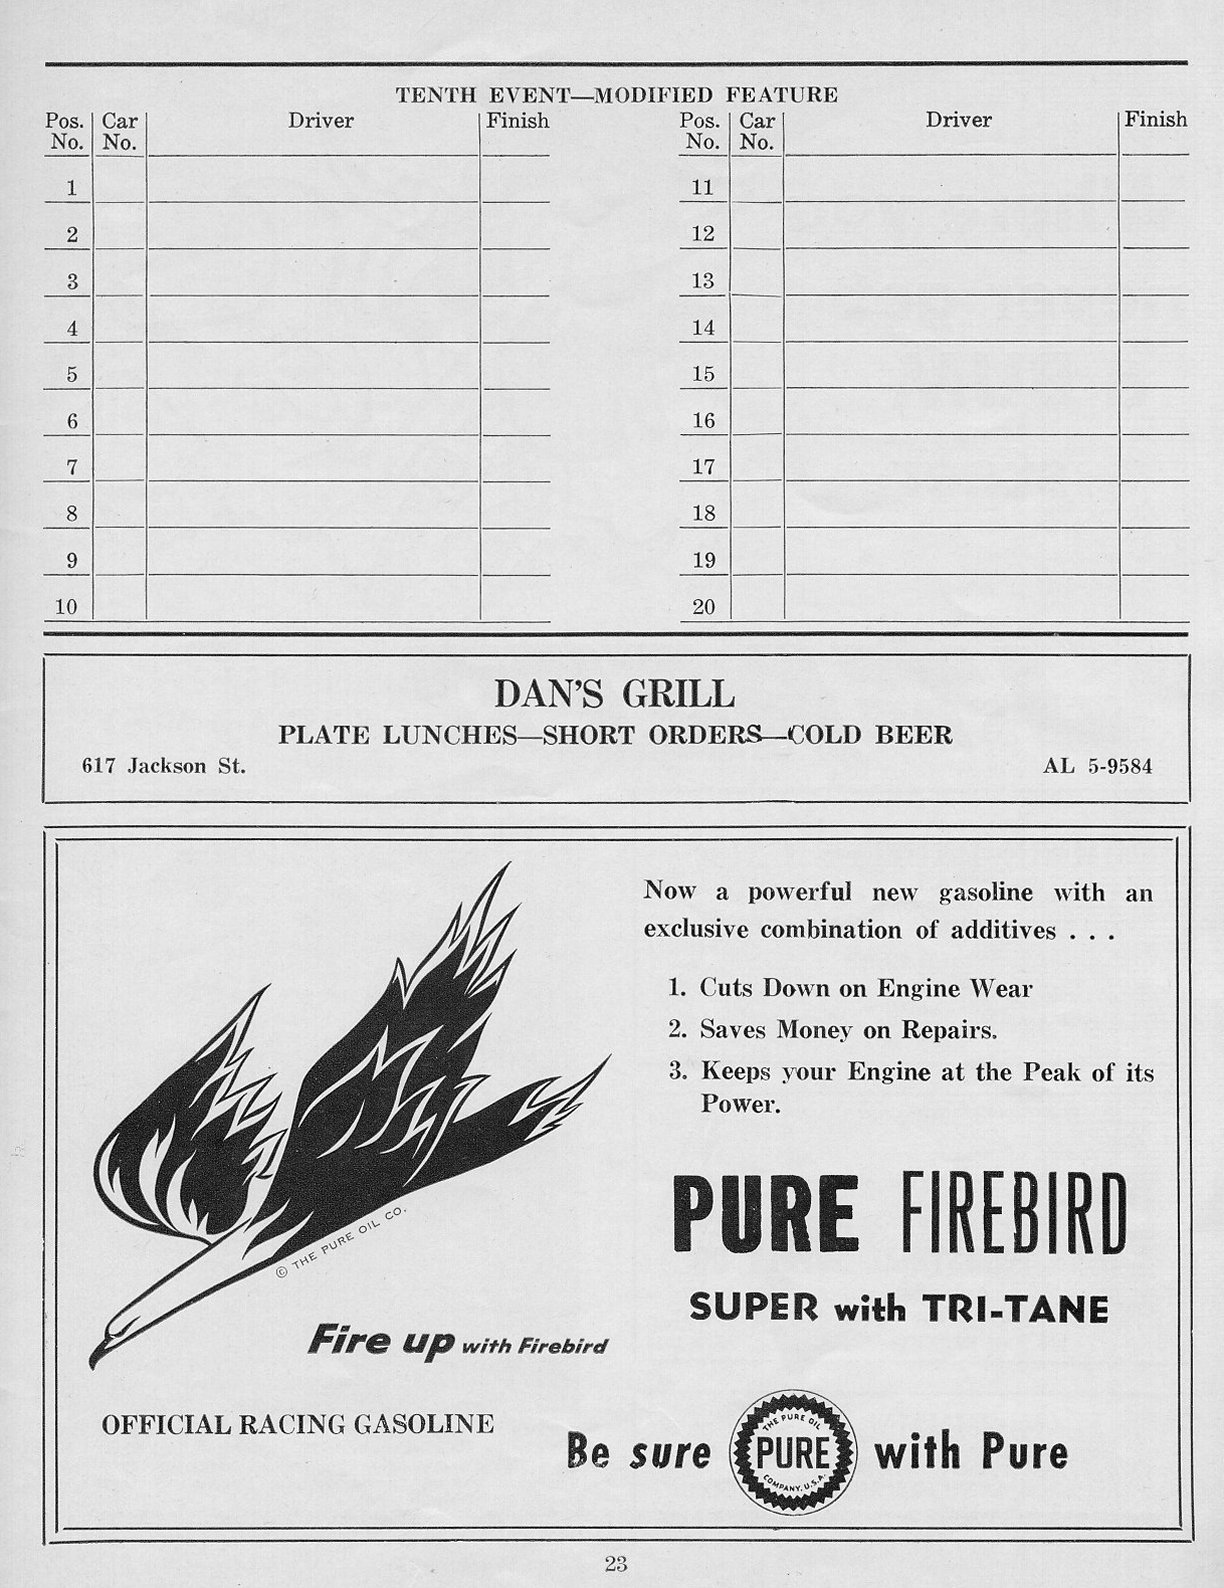 TENTH EVENT—MODIFIED FEATURE
Pos. No. Car No. Driver Finish
1
2
3
4
5
6
7
8
9
10
Pos. No. Car No. Driver Finish
11
12
13
14
15
16
17
18
19
20
DAN'S GRILL
PLATE LUNCHES—SHORT ORDERS—COLD BEER
617 Jackson St. AL 5-9584
Now a powerful new gasoline with an
exclusive combination of additives . . .
1. Cuts Down on Engine Wear
2. Saves Money on Repairs.
3. Keeps your Engine at the Peak of its
Power.
© THE PURE OIL CO.
PURE FIREBIRD
SUPER with TRI-TANE
Fire up with Firebird
OFFICIAL RACING GASOLINE
Be sure
THE PURE OIL
PURE
COMPANY, U.S.A.
with Pure
23